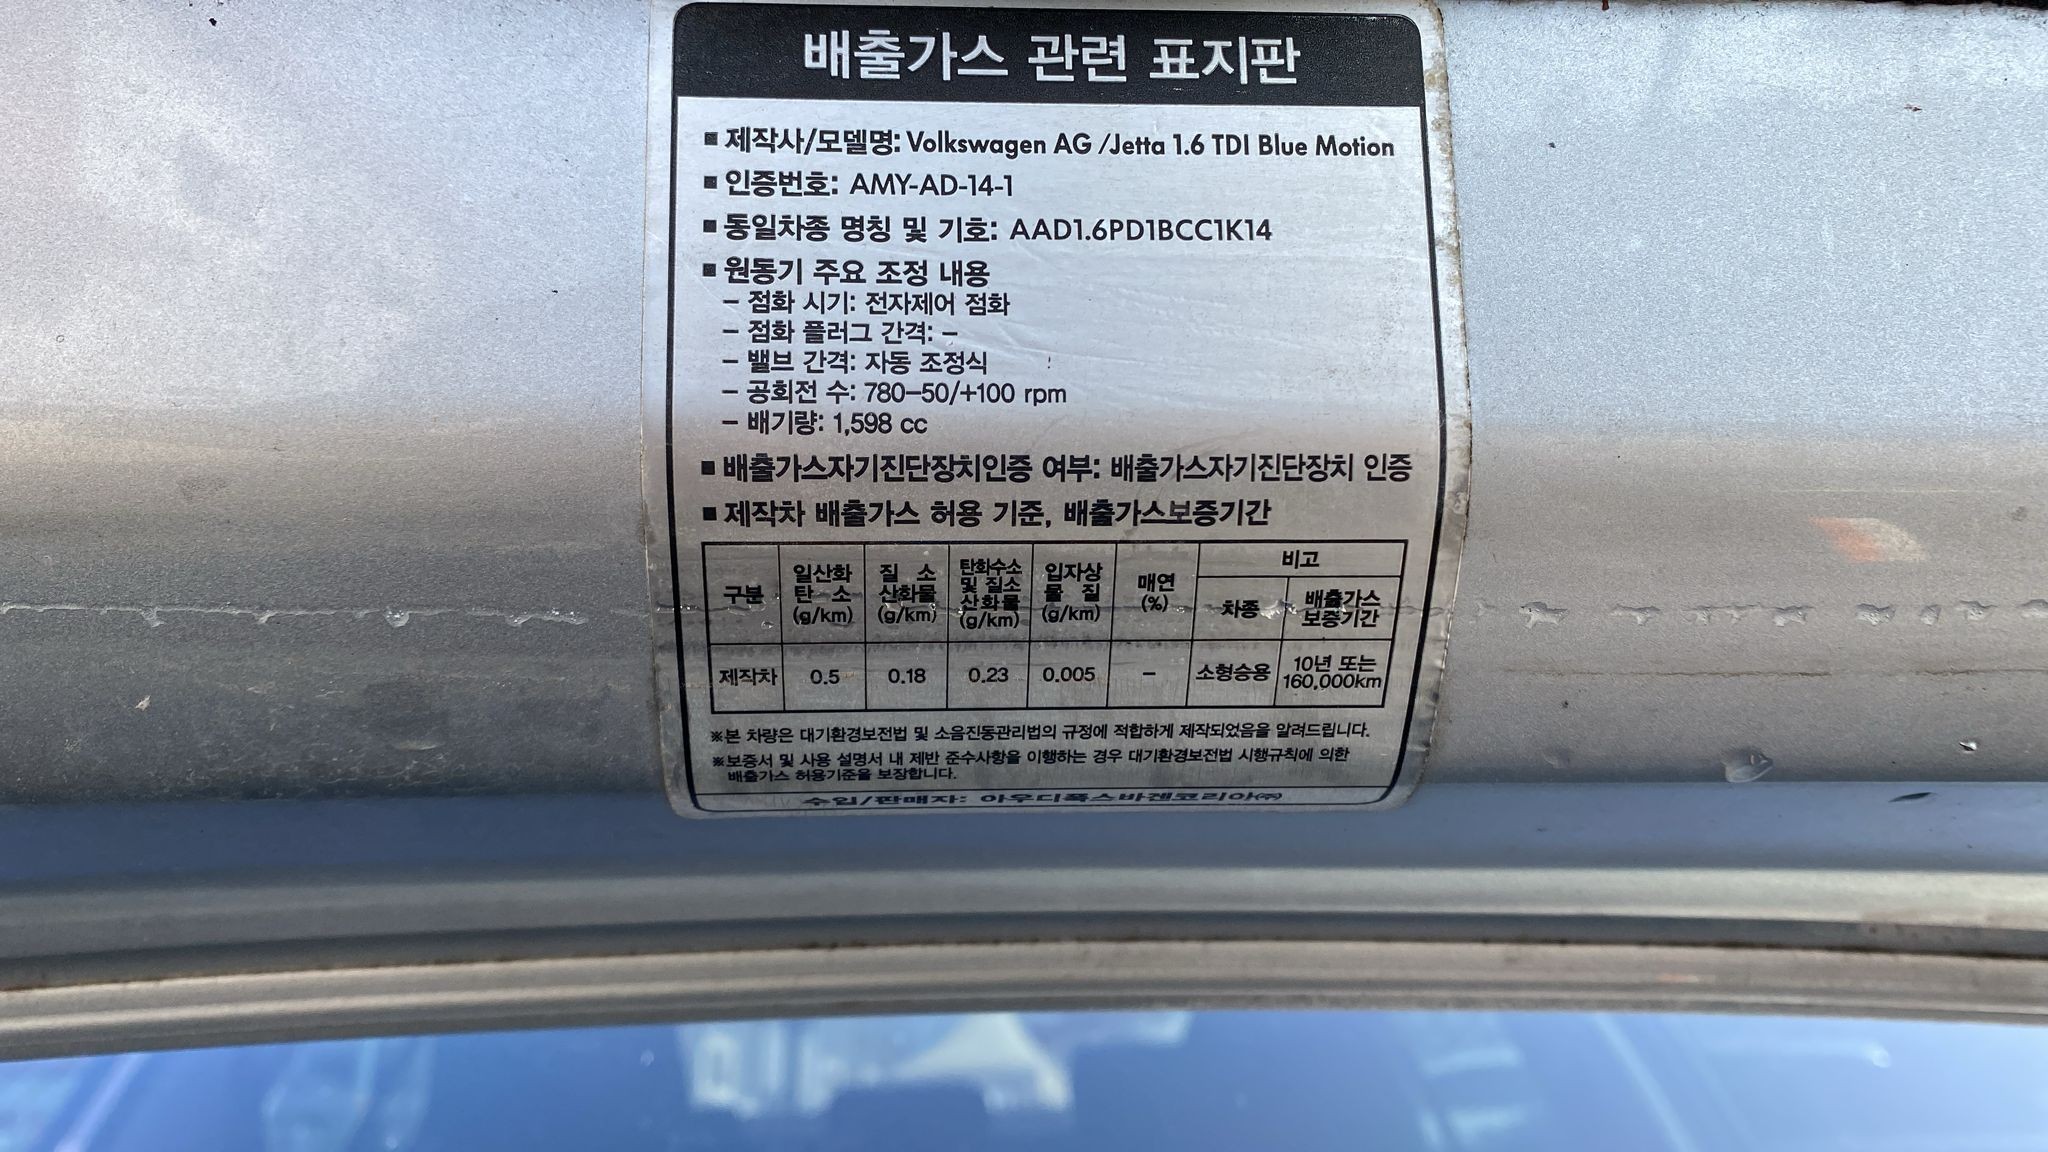 배출가스 관련 표지판
▪ 제작사/모델명: Volkswagen AG /Jetta 1.6 TDI Blue Motion
▪ 인증번호: AMY-AD-14-1
▪ 동일차종 명칭 및 기호: AAD1.6PD1BCC1K14
▪ 원동기 주요 조정 내용
- 점화 시기: 전자제어 점화
- 점화 플러그 간격: -
- 밸브 간격: 자동 조정식
- 공회전 수: 780-50/+100 rpm
- 배기량: 1,598 cc
▪ 배출가스자기진단장치인증 여부: 배출가스자기진단장치 인증
▪ 제작차 배출가스 허용 기준, 배출가스보증기간
구분 일산화탄소 (g/km) 질소산화물 (g/km) 탄화수소 및 질소산화물 (g/km) 입자상물질 (g/km) 매연 (%) 비고
차종 배출가스 보증기간
제작차 0.5 0.18 0.23 0.005 - 소형승용 10년 또는 160,000km
※본 차량은 대기환경보전법 및 소음진동관리법의 규정에 적합하게 제작되었음을 알려드립니다.
※보증서 및 사용 설명서 내 제반 준수사항을 이행하는 경우 대기환경보전법 시행규칙에 의한
배출가스 허용기준을 보장합니다.
수입/판매자: 아우디폭스바겐코리아㈜